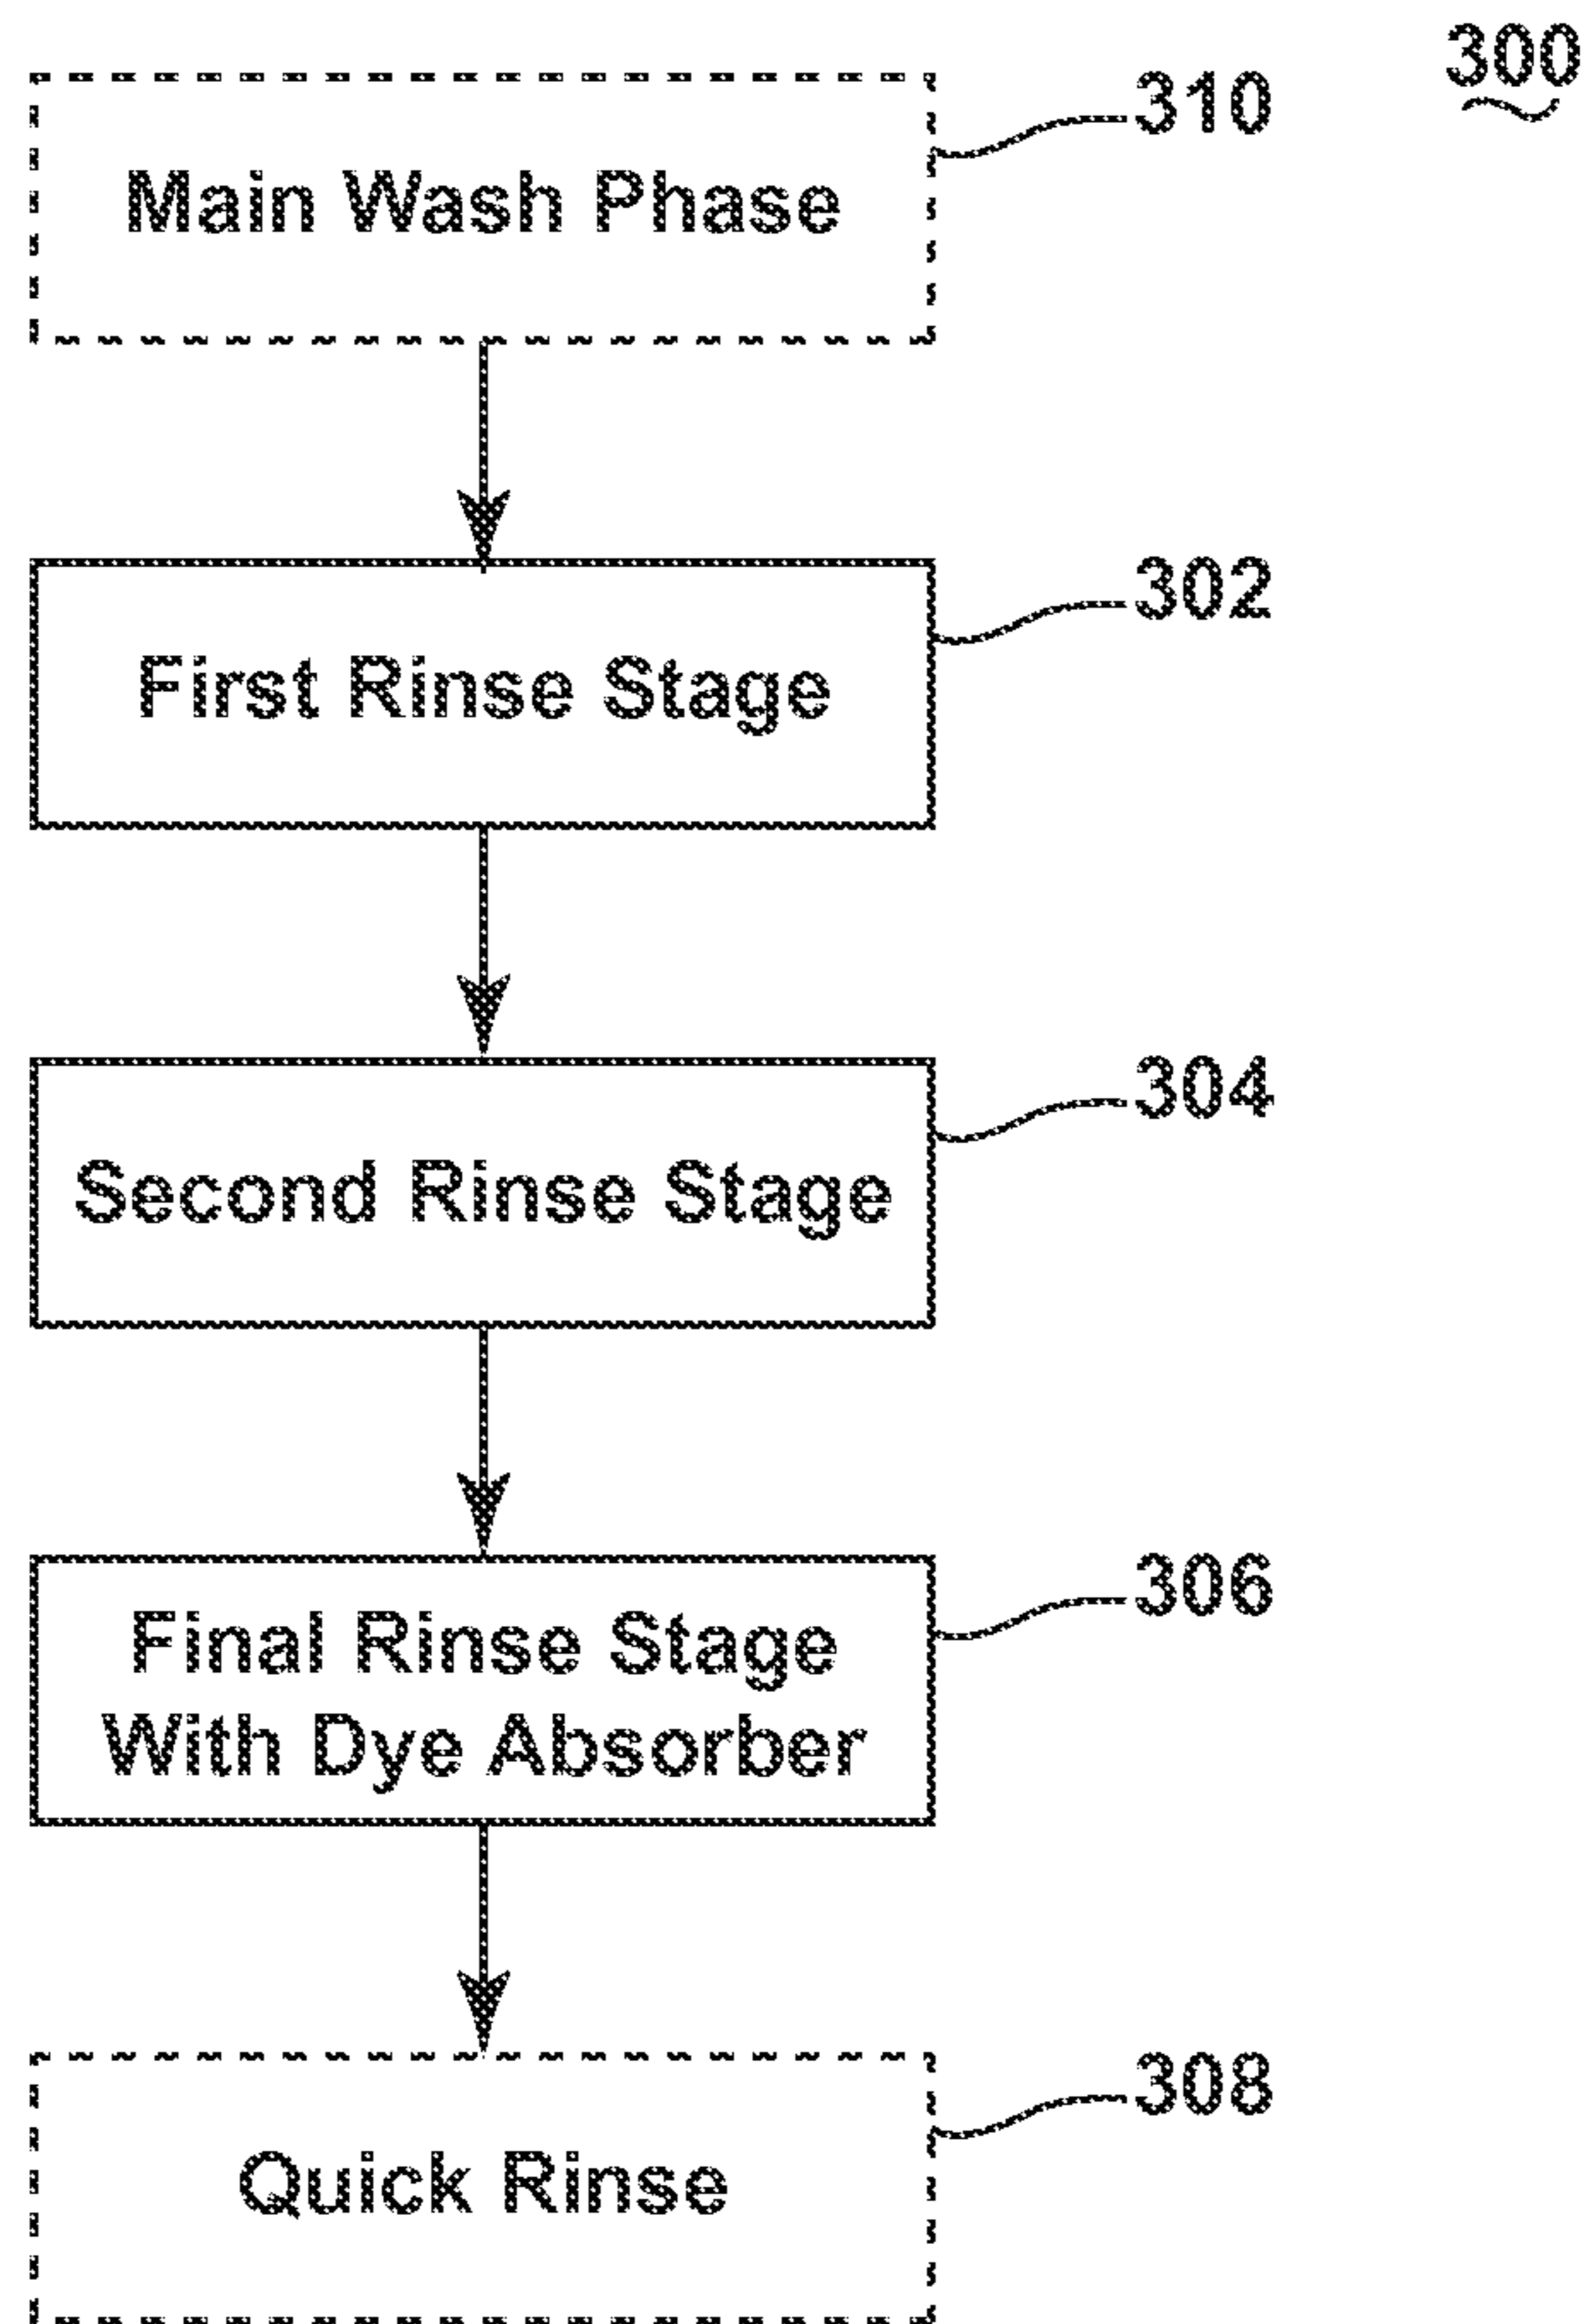 300
310
Main Wash Phase
302
First Rinse Stage
304
Second Rinse Stage
306
Final Rinse Stage
With Dye Absorber
308
Quick Rinse